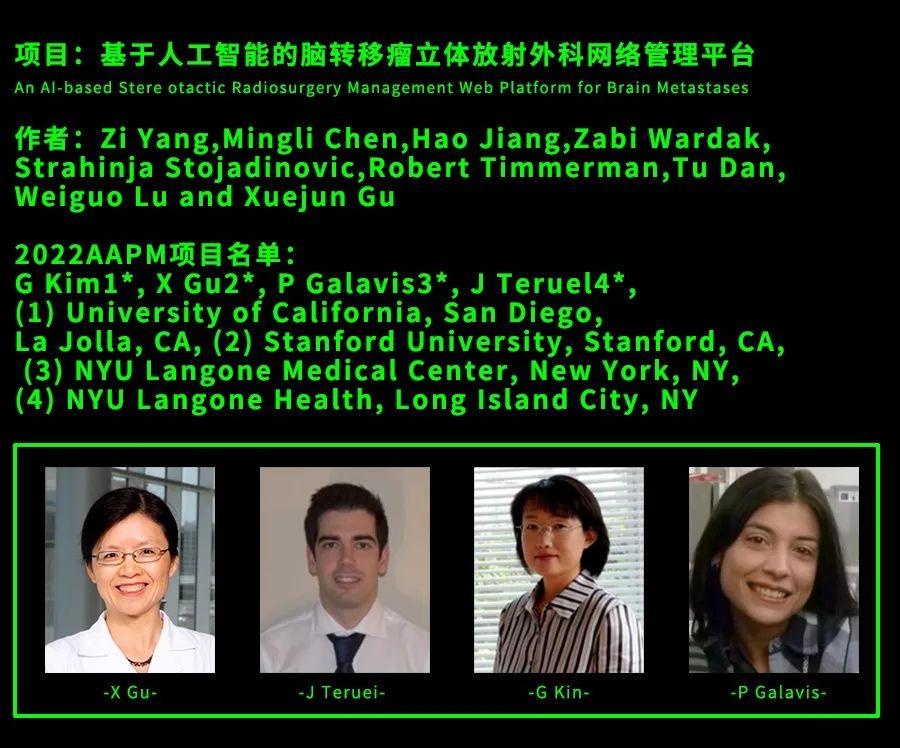 项目：基于人工智能的脑转移瘤立体放射外科网络管理平台
An AI-based Stere otactic Radiosurgery Management Web Platform for Brain Metastases
作者：Zi Yang,Mingli Chen,Hao Jiang,Zabi Wardak,
Strahinja Stojadinovic,Robert Timmerman,Tu Dan,
Weiguo Lu and Xuejun Gu
2022AAPM项目名单：
G Kim1*, X Gu2*, P Galavis3*, J Teruel4*,
(1) University of California, San Diego,
La Jolla, CA, (2) Stanford University, Stanford, CA,
(3) NYU Langone Medical Center, New York, NY,
(4) NYU Langone Health, Long Island City, NY
-X Gu-
-J Teruei-
-G Kin-
-P Galavis-